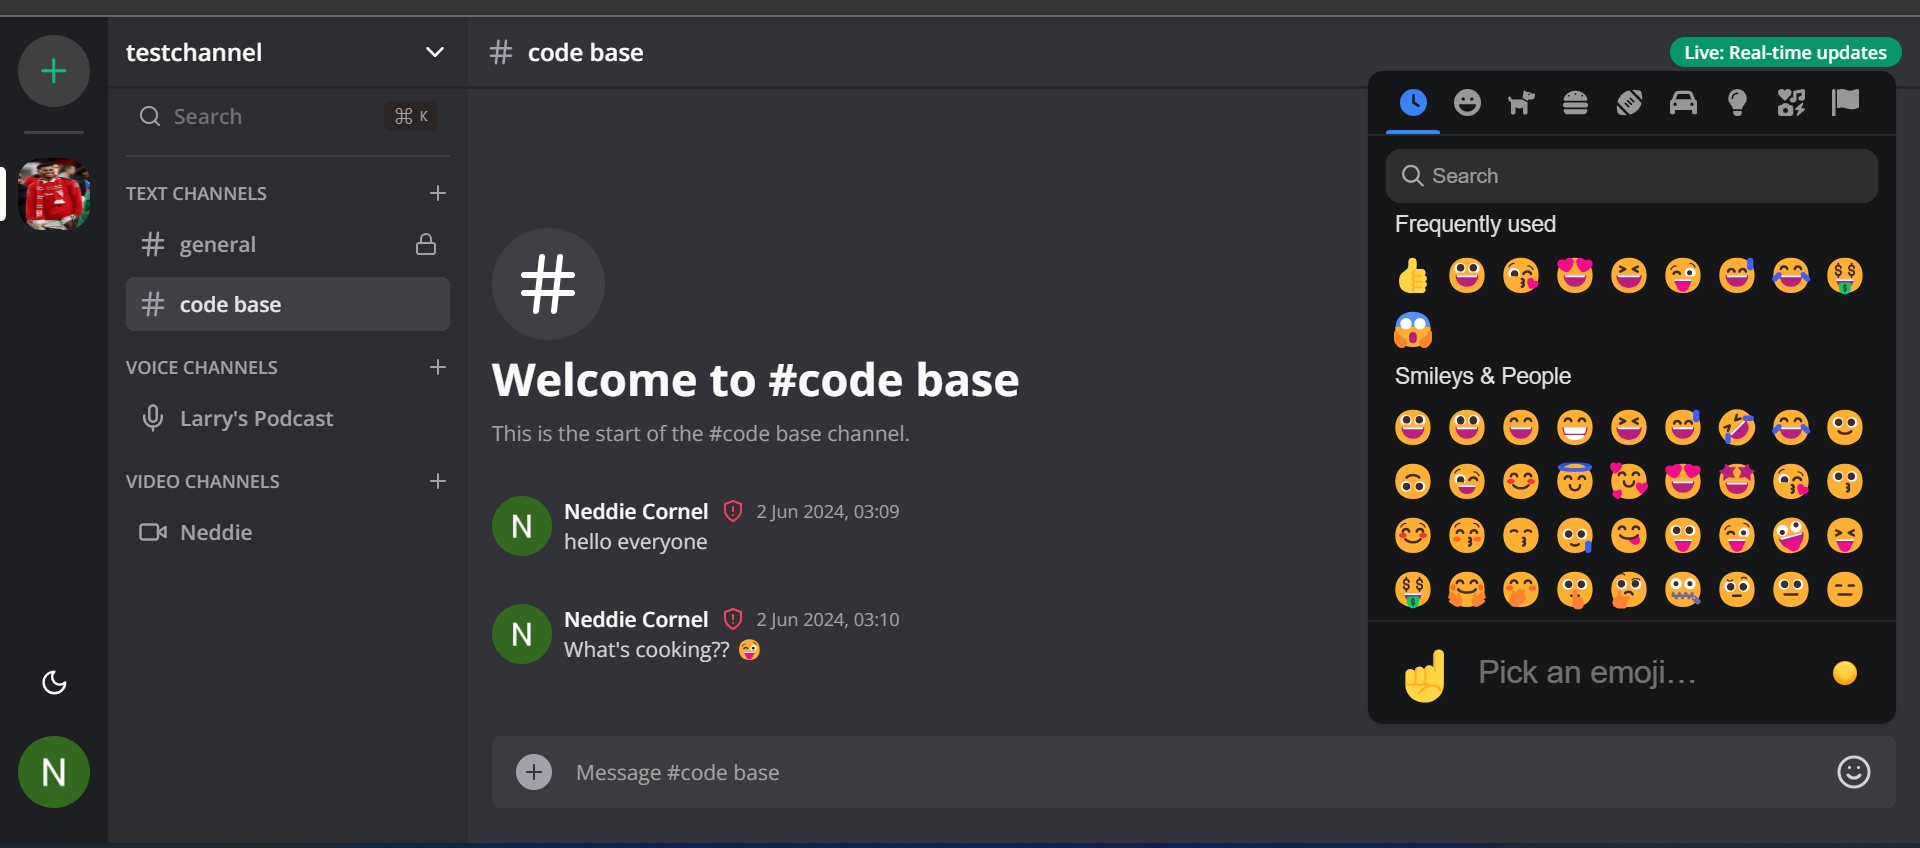 testchannel
Search
⌘ K
TEXT CHANNELS
general
code base
VOICE CHANNELS
Larry's Podcast
VIDEO CHANNELS
Neddie
N
# code base
Live: Real-time updates
#
Welcome to #code base
This is the start of the #code base channel.
N
Neddie Cornel 2 Jun 2024, 03:09
hello everyone
N
Neddie Cornel 2 Jun 2024, 03:10
What's cooking?? 😜
Message #code base
Search
Frequently used
Smileys & People
Pick an emoji…